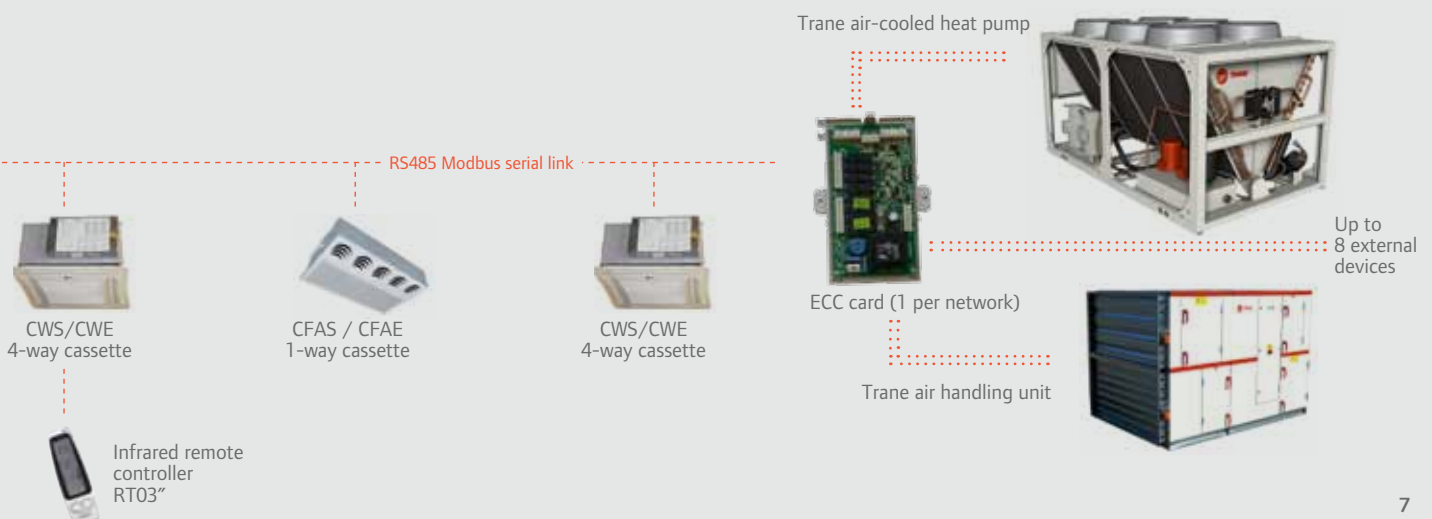 Trane air-cooled heat pump
RS485 Modbus serial link
Up to
8 external
devices
ECC card (1 per network)
CWS/CWE
4-way cassette
CFAS / CFAE
1-way cassette
CWS/CWE
4-way cassette
Trane air handling unit
Infrared remote
controller
RT03″
7